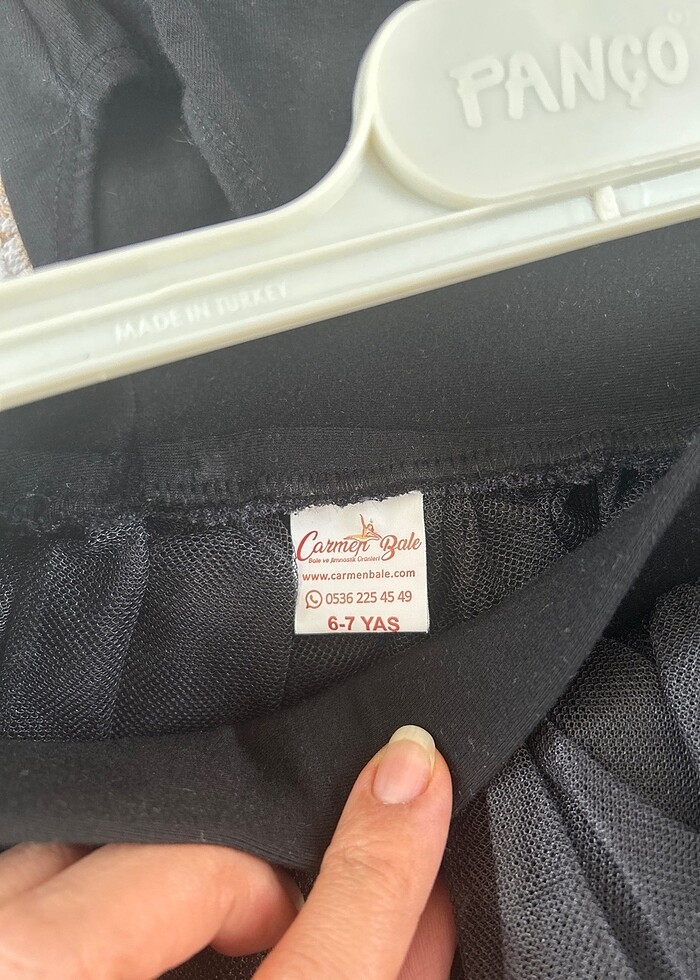 PANÇO
MADE IN TURKEY
Carmen Bale
Bale ve Jimnastik Ürünleri
www.carmenbale.com
0536 225 45 49
6-7 YAŞ